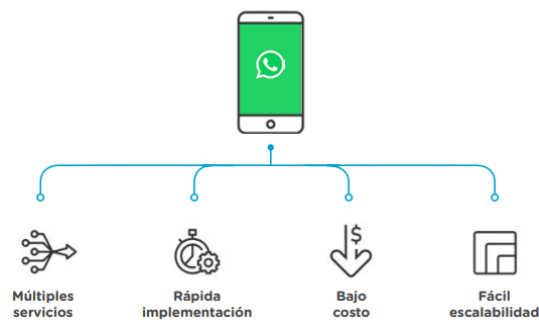 $
Múltiples
servicios
Rápida
implementación
Bajo
costo
Fácil
escalabilidad